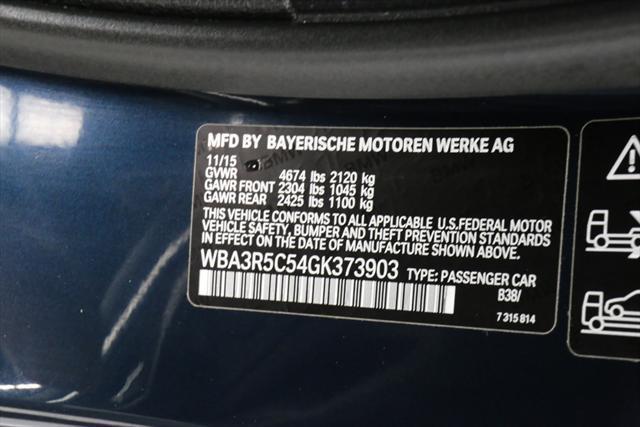 MFD BY BAYERISCHE MOTOREN WERKE AG
11/15
GVWR 4674 lbs 2120 kg
GAWR FRONT 2304 lbs 1045 kg
GAWR REAR 2425 lbs 1100 kg
THIS VEHICLE CONFORMS TO ALL APPLICABLE U.S.FEDERAL MOTOR
VEHICLE SAFETY, BUMPER AND THEFT PREVENTION STANDARDS
IN EFFECT ON THE DATE OF MANUFACTURE SHOWN ABOVE.
WBA3R5C54GK373903 TYPE: PASSENGER CAR
B38/
7 315 814